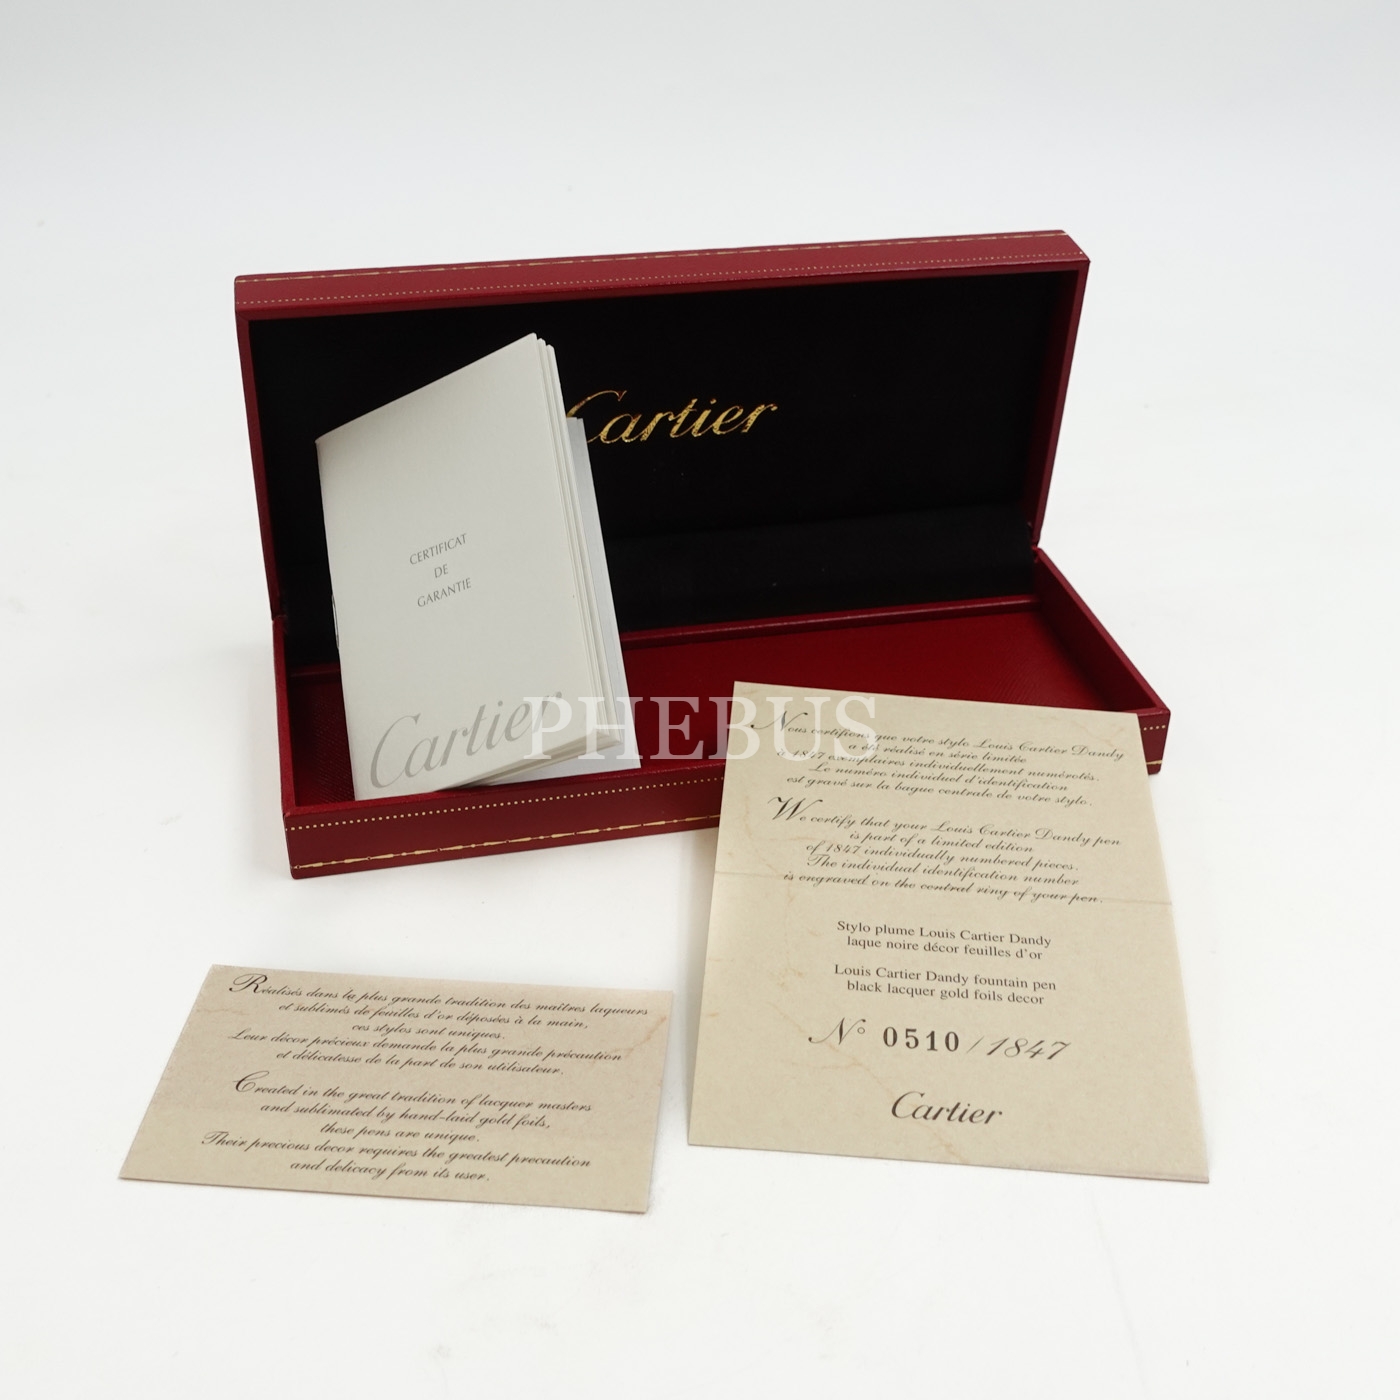 Cartier
CERTIFICAT
DE
GARANTIE
Cartier
PHEBUS
Nous certifions que votre stylo Louis Cartier Dandy
a été réalisé en série limitée
à 1847 exemplaires individuellement numérotés.
Le numéro individuel d'identification
est gravé sur la bague centrale de votre stylo.
We certify that your Louis Cartier Dandy pen
is part of a limited edition
of 1847 individually numbered pieces.
The individual identification number
is engraved on the central ring of your pen.
Stylo plume Louis Cartier Dandy
laque noire décor feuilles d'or
Louis Cartier Dandy fountain pen
black lacquer gold foils decor
N° 0510 / 1847
Cartier
Réalisés dans la plus grande tradition des maîtres laqueurs
et sublimés de feuilles d'or déposées à la main,
ces stylos sont uniques.
Leur décor précieux demande la plus grande précaution
et délicatesse de la part de son utilisateur.
Created in the great tradition of lacquer masters
and sublimated by hand-laid gold foils,
these pens are unique.
Their precious decor requires the greatest precaution
and delicacy from its user.